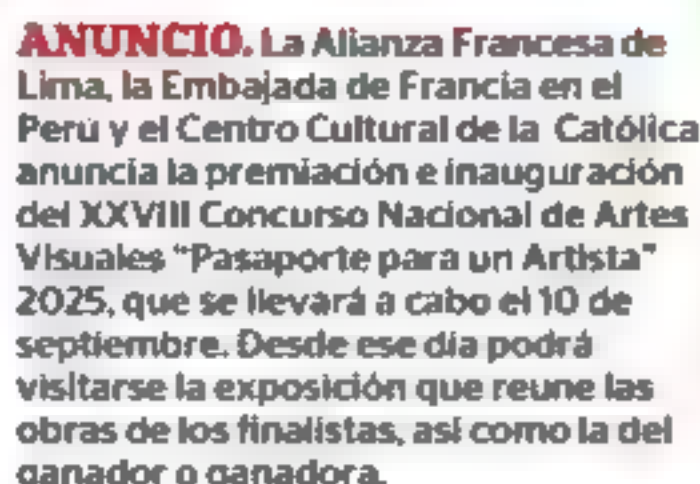 ANUNCIO. La Alianza Francesa de
Lima, la Embajada de Francia en el
Perú y el Centro Cultural de la Católica
anuncia la premiación e inauguración
del XXVIII Concurso Nacional de Artes
Visuales “Pasaporte para un Artista”
2025, que se llevará a cabo el 10 de
septiembre. Desde ese día podrá
visitarse la exposición que reune las
obras de los finalistas, así como la del
ganador o ganadora.